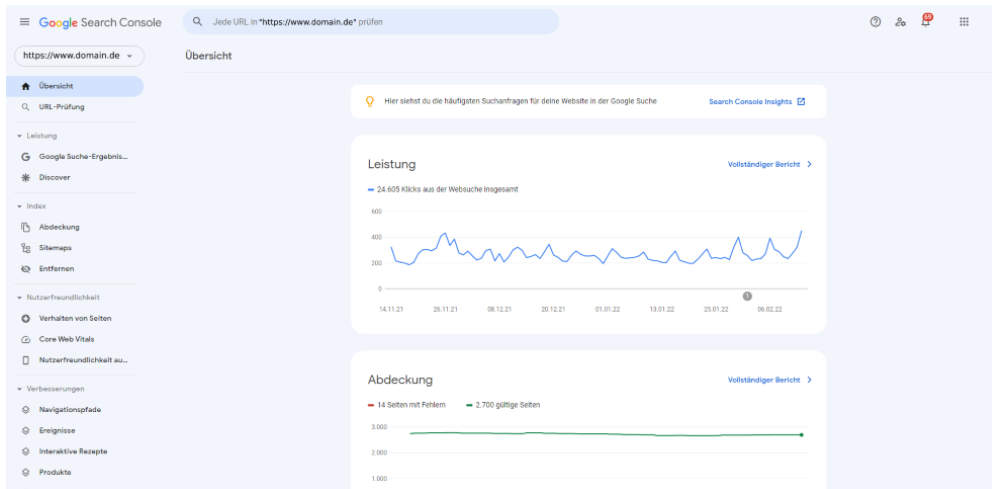 Google Search Console
Jede URL in "https://www.domain.de" prüfen
69
https://www.domain.de
Übersicht
Übersicht
URL-Prüfung
Leistung
Google Suche-Ergebnis...
Discover
Index
Abdeckung
Sitemaps
Entfernen
Nutzerfreundlichkeit
Verhalten von Seiten
Core Web Vitals
Nutzerfreundlichkeit au...
Verbesserungen
Navigationspfade
Ereignisse
Interaktive Rezepte
Produkte
Hier siehst du die häufigsten Suchanfragen für deine Website in der Google Suche
Search Console Insights
Leistung
Vollständiger Bericht
24.605 Klicks aus der Websuche insgesamt
600
400
200
0
1
14.11.21 26.11.21 08.12.21 20.12.21 01.01.22 13.01.22 25.01.22 06.02.22
Abdeckung
Vollständiger Bericht
14 Seiten mit Fehlern 2.700 gültige Seiten
3.000
2.000
1.000